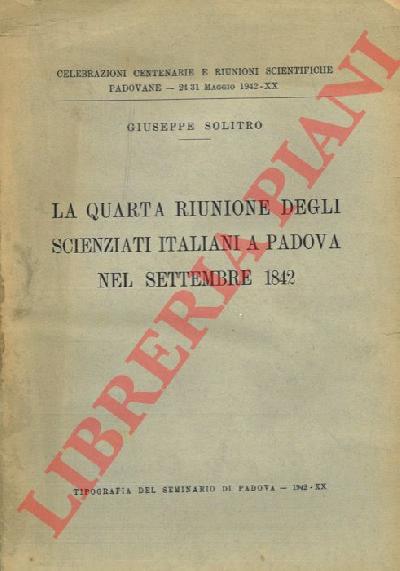 CELEBRAZIONI CENTENARIE E RIUNIONI SCIENTIFICHE
PADOVANE — 24 31 MAGGIO 1942-XX
GIUSEPPE SOLITRO
LA QUARTA RIUNIONE DEGLI
SCIENZIATI ITALIANI A PADOVA
NEL SETTEMBRE 1842
TIPOGRAFIA DEL SEMINARIO DI PADOVA — 1942-XX
LIBRERIA PIANI